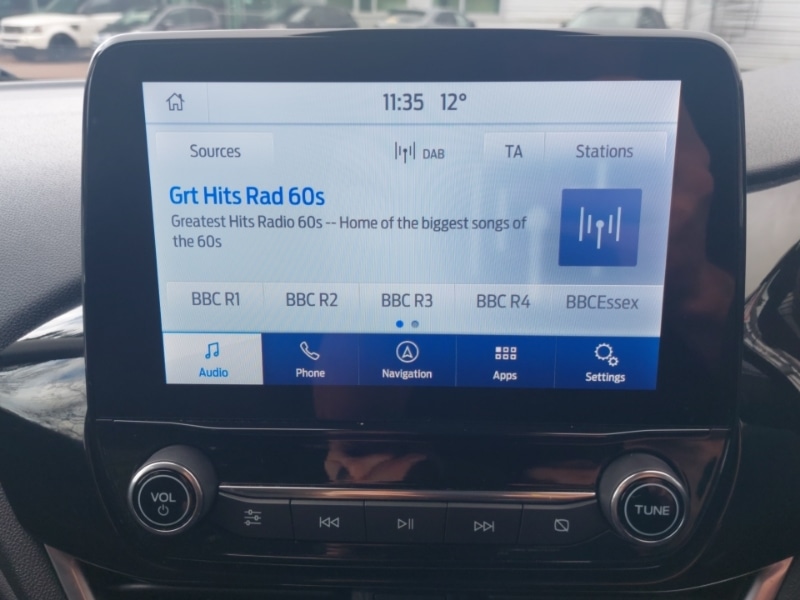 11:35 12°
Sources DAB TA Stations
Grt Hits Rad 60s
Greatest Hits Radio 60s -- Home of the biggest songs of
the 60s
BBC R1 BBC R2 BBC R3 BBC R4 BBCEssex
Audio Phone Navigation Apps Settings
VOL TUNE